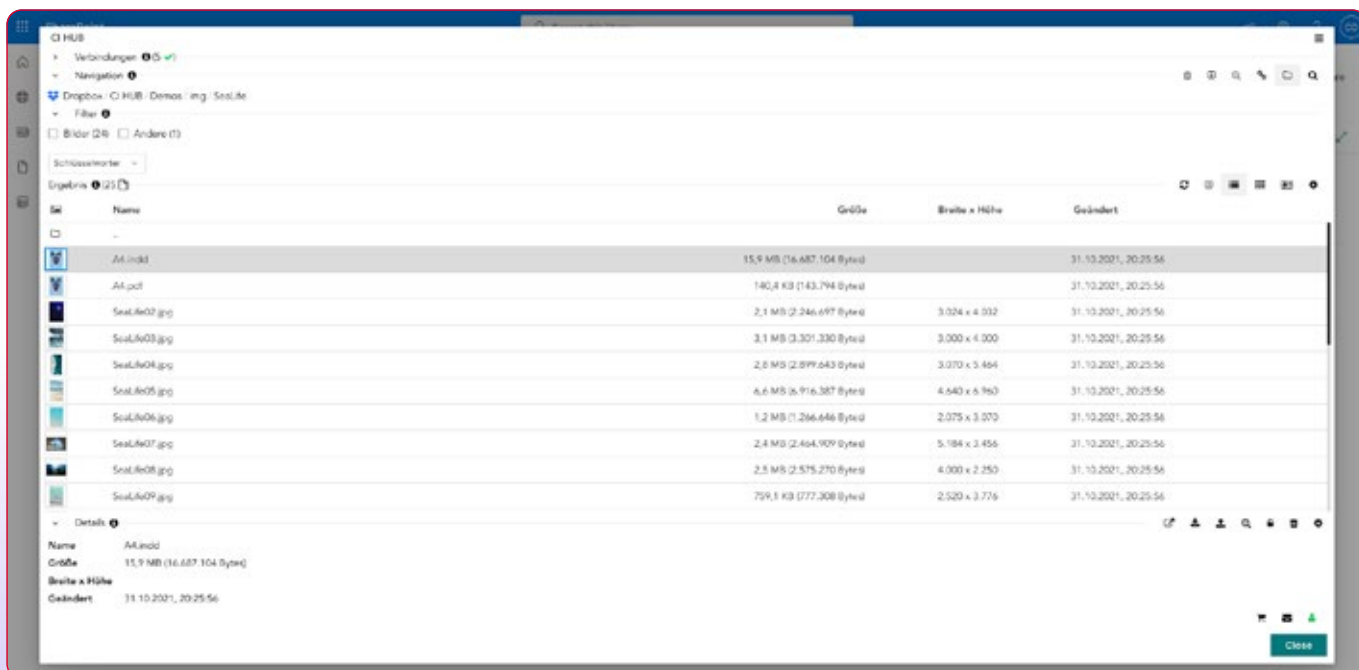 SharePoint
CI HUB
Verbindungen (5 ✓)
Navigation
Dropbox / CI HUB / Demos / img / SeaLife
Filter
Bilder (24) Andere (1)
Schlüsselwörter
Ergebnis (25)
Name Größe Breite x Höhe Geändert
..
A4.indd 15,9 MB (16.687.104 Bytes) 31.10.2021, 20:25:56
A4.pdf 140,4 KB (143.794 Bytes) 31.10.2021, 20:25:56
SeaLife02.jpg 2,1 MB (2.246.697 Bytes) 3.024 x 4.032 31.10.2021, 20:25:56
SeaLife03.jpg 3,1 MB (3.301.330 Bytes) 3.000 x 4.000 31.10.2021, 20:25:56
SeaLife04.jpg 2,8 MB (2.899.643 Bytes) 3.070 x 5.464 31.10.2021, 20:25:56
SeaLife05.jpg 6,6 MB (6.916.387 Bytes) 4.640 x 6.960 31.10.2021, 20:25:56
SeaLife06.jpg 1,2 MB (1.266.646 Bytes) 2.075 x 3.070 31.10.2021, 20:25:56
SeaLife07.jpg 2,4 MB (2.464.909 Bytes) 5.184 x 3.456 31.10.2021, 20:25:56
SeaLife08.jpg 2,5 MB (2.575.270 Bytes) 4.000 x 2.250 31.10.2021, 20:25:56
SeaLife09.jpg 759,1 KB (777.308 Bytes) 2.520 x 3.776 31.10.2021, 20:25:56
Details
Name A4.indd
Größe 15,9 MB (16.687.104 Bytes)
Breite x Höhe
Geändert 31.10.2021, 20:25:56
Close